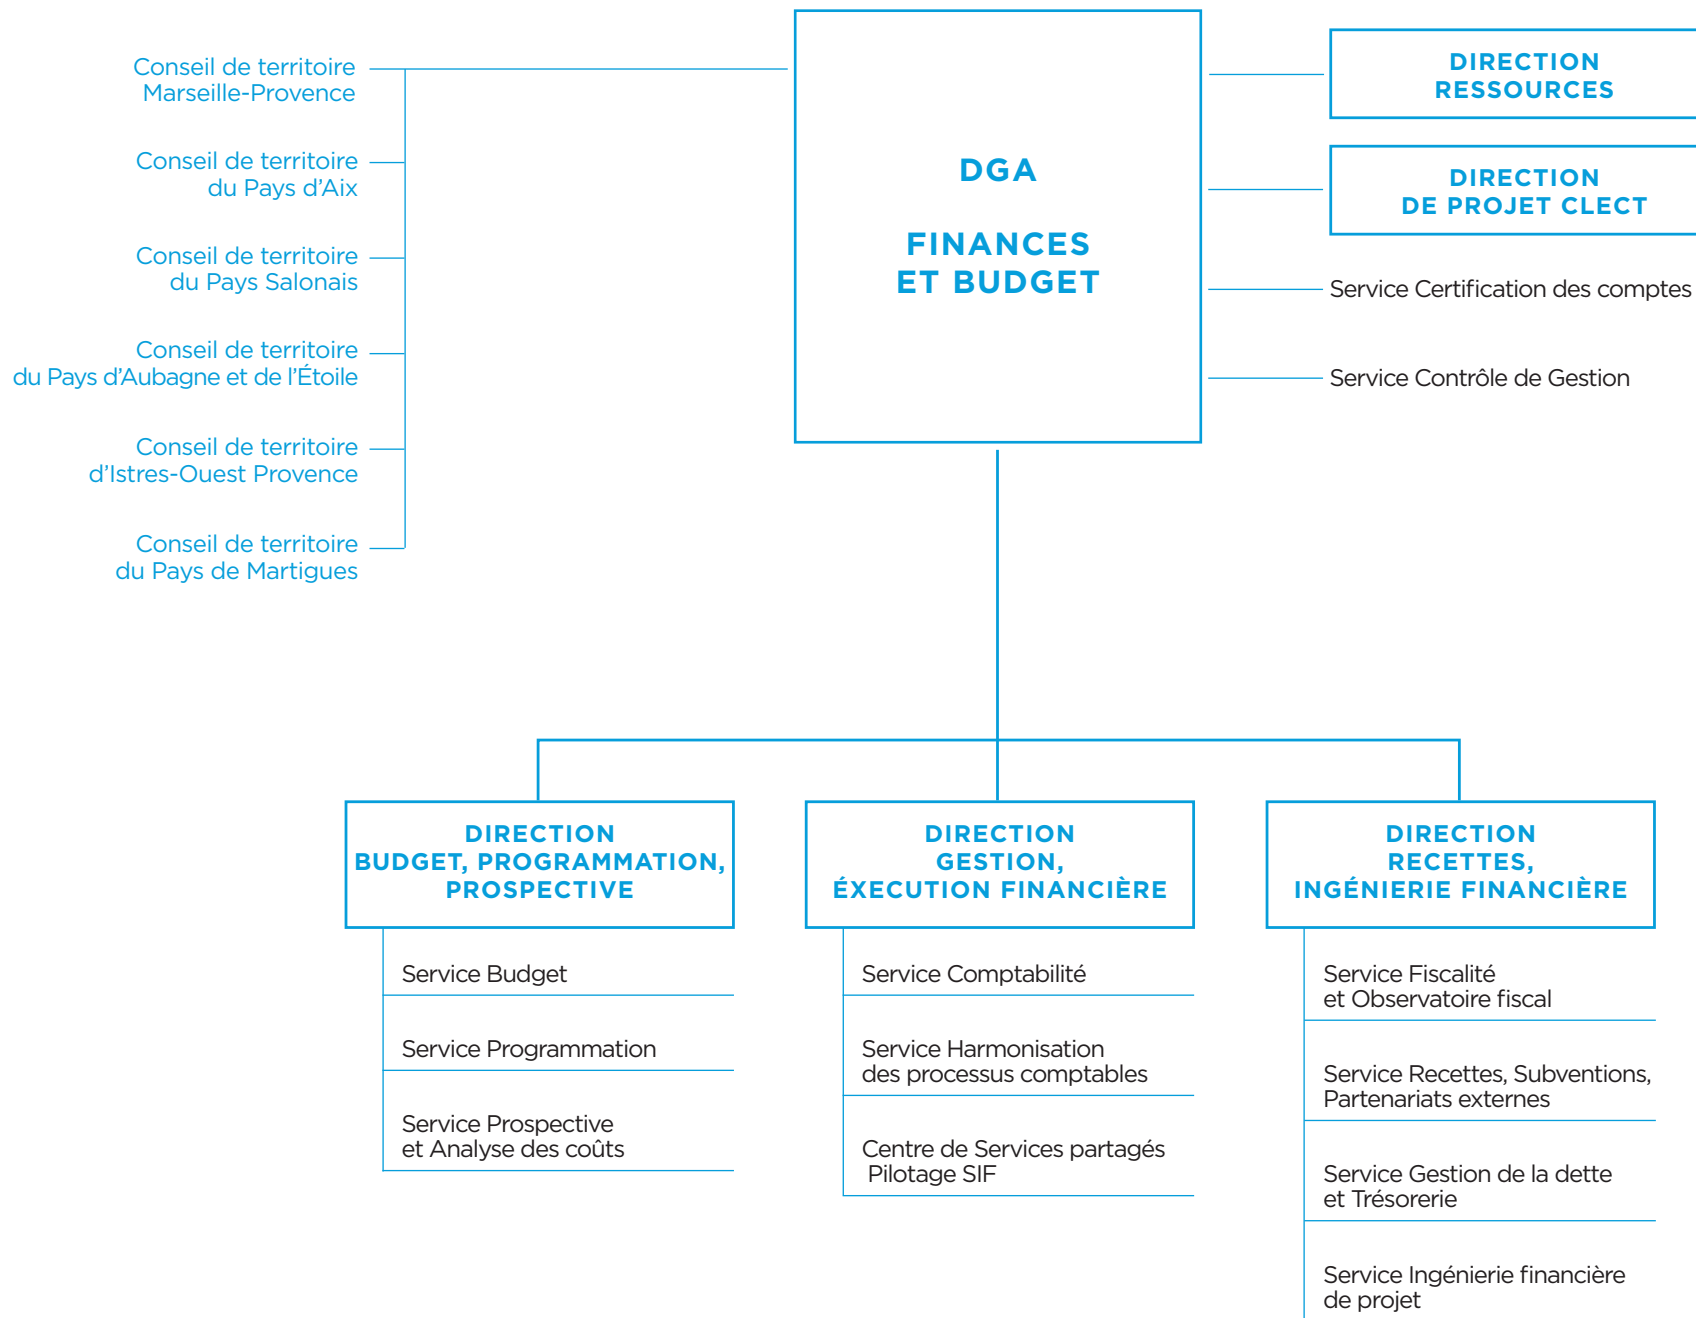 Conseil de territoire
Marseille-Provence
Conseil de territoire
du Pays d'Aix
Conseil de territoire
du Pays Salonais
Conseil de territoire
du Pays d'Aubagne et de l'Étoile
Conseil de territoire
d'Istres-Ouest Provence
Conseil de territoire
du Pays de Martigues
DGA
FINANCES
ET BUDGET
DIRECTION
RESSOURCES
DIRECTION
DE PROJET CLECT
Service Certification des comptes
Service Contrôle de Gestion
DIRECTION
BUDGET, PROGRAMMATION,
PROSPECTIVE
Service Budget
Service Programmation
Service Prospective
et Analyse des coûts
DIRECTION
GESTION,
ÉXECUTION FINANCIÈRE
Service Comptabilité
Service Harmonisation
des processus comptables
Centre de Services partagés
Pilotage SIF
DIRECTION
RECETTES,
INGÉNIERIE FINANCIÈRE
Service Fiscalité
et Observatoire fiscal
Service Recettes, Subventions,
Partenariats externes
Service Gestion de la dette
et Trésorerie
Service Ingénierie financière
de projet